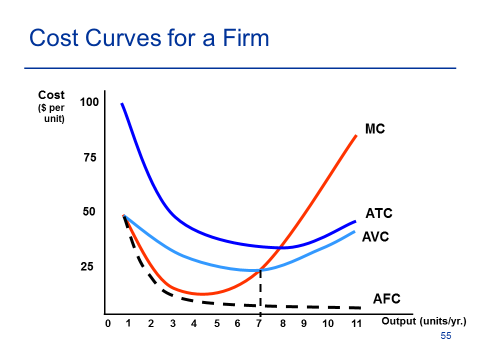 Cost Curves for a Firm
Cost
($ per
unit)
100
75
50
25
MC
ATC
AVC
AFC
0 1 2 3 4 5 6 7 8 9 10 11
Output (units/yr.)
55